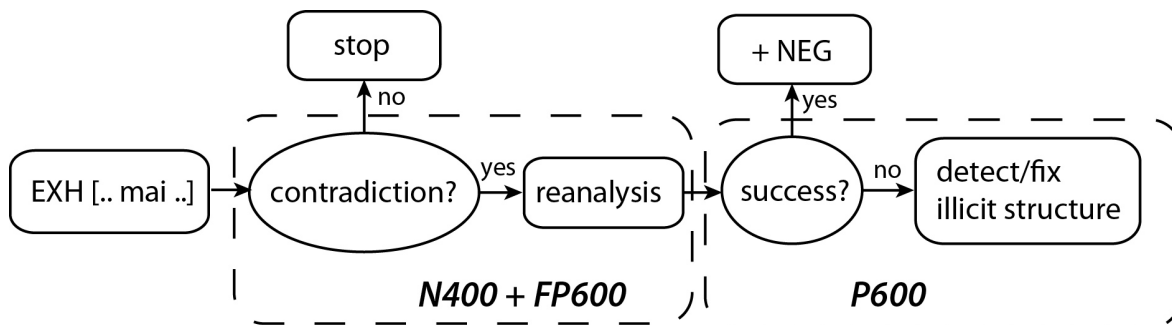 stop
+ NEG
no
yes
EXH [.. mai ..]
contradiction?
yes
reanalysis
success?
no
detect/fix
illicit structure
N400 + FP600
P600